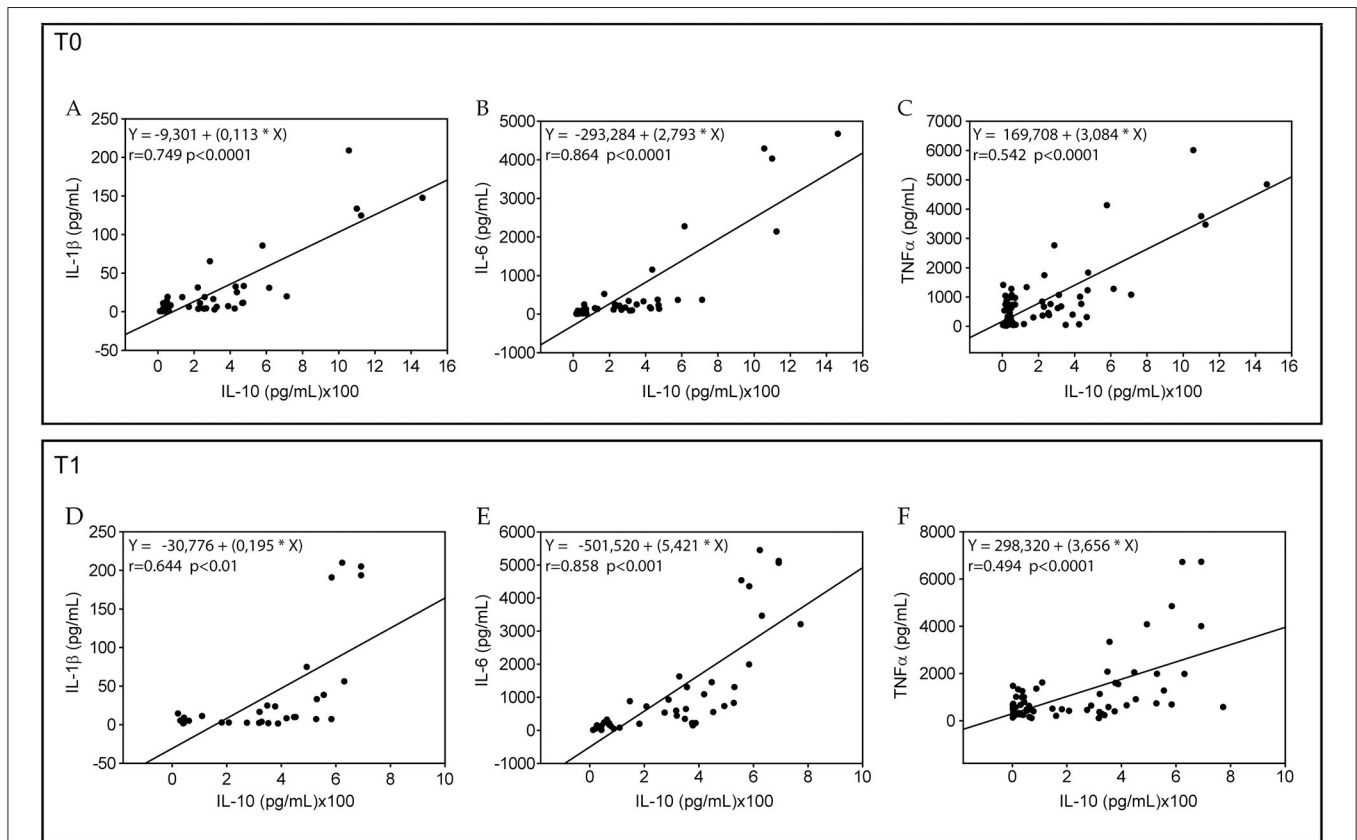 T0
A
Y = -9,301 + (0,113 * X)
r=0.749 p<0.0001
IL-1β (pg/mL)
250
200
150
100
50
0
-50
0 2 4 6 8 10 12 14 16
IL-10 (pg/mL)x100
B
Y = -293,284 + (2,793 * X)
r=0.864 p<0.0001
IL-6 (pg/mL)
5000
4000
3000
2000
1000
0
-1000
0 2 4 6 8 10 12 14 16
IL-10 (pg/mL)x100
C
Y = 169,708 + (3,084 * X)
r=0.542 p<0.0001
TNFα (pg/mL)
7000
6000
5000
4000
3000
2000
1000
0
0 2 4 6 8 10 12 14 16
IL-10 (pg/mL)x100
T1
D
Y = -30,776 + (0,195 * X)
r=0.644 p<0.01
IL-1β (pg/mL)
250
200
150
100
50
0
-50
0 2 4 6 8 10
IL-10 (pg/mL)x100
E
Y = -501,520 + (5,421 * X)
r=0.858 p<0.001
IL-6 (pg/mL)
6000
5000
4000
3000
2000
1000
0
-1000
0 2 4 6 8 10
IL-10 (pg/mL)x100
F
Y = 298,320 + (3,656 * X)
r=0.494 p<0.0001
TNFα (pg/mL)
8000
6000
4000
2000
0
0 2 4 6 8 10
IL-10 (pg/mL)x100